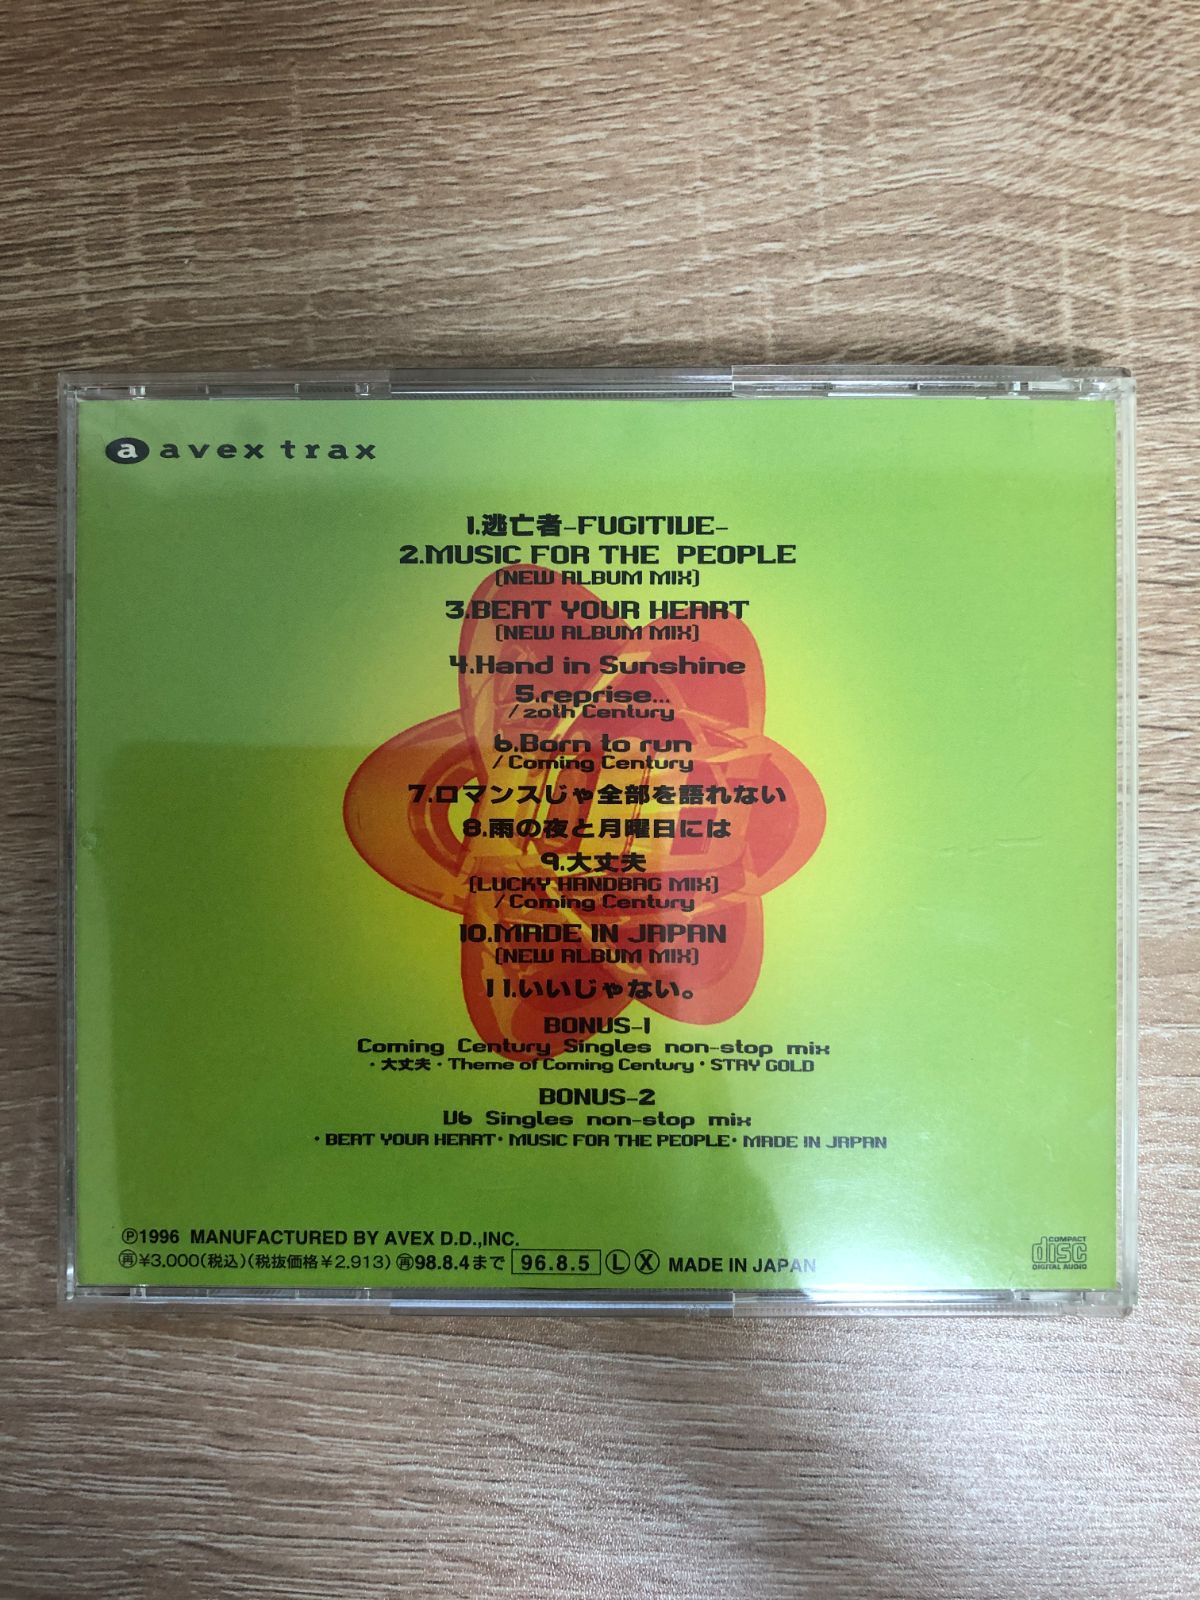 a avex trax
1.逃亡者-FUGITIVE-
2.MUSIC FOR THE PEOPLE
(NEW ALBUM MIX)
3.BEAT YOUR HEART
(NEW ALBUM MIX)
4.Hand in Sunshine
5.reprise...
/ 20th Century
6.Born to run
/ Coming Century
7.ロマンスじゃ全部を語れない
8.雨の夜と月曜日には
9.大丈夫
(LUCKY HANDBAG MIX)
/ Coming Century
10.MADE IN JAPAN
(NEW ALBUM MIX)
11.いいじゃない。
BONUS-1
Coming Century Singles non-stop mix
・大丈夫・Theme of Coming Century・STAY GOLD
BONUS-2
V6 Singles non-stop mix
・BEAT YOUR HEART・MUSIC FOR THE PEOPLE・MADE IN JAPAN
Ⓟ1996 MANUFACTURED BY AVEX D.D.,INC.
㊢¥3,000(税込)(税抜価格¥2,913)再98.8.4まで 96.8.5 Ⓛ Ⓧ MADE IN JAPAN
COMPACT
disc
DIGITAL AUDIO